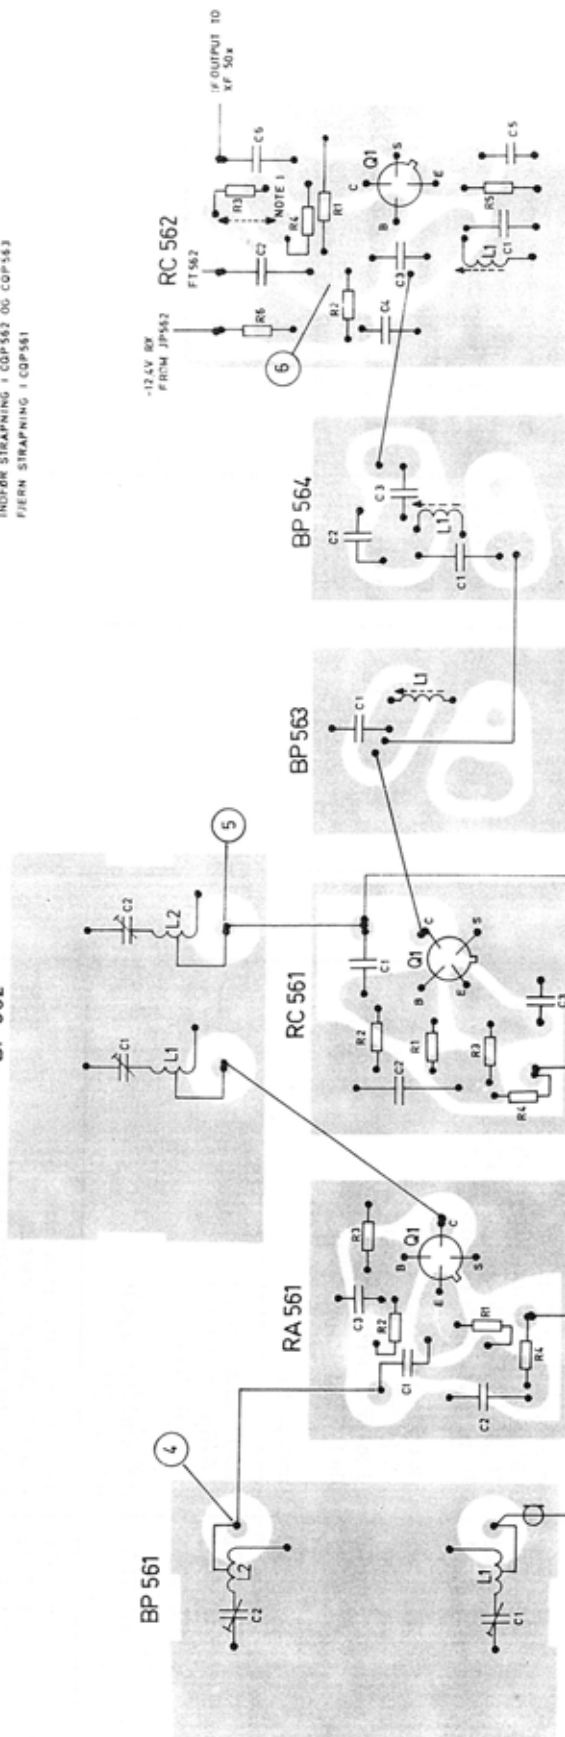 INDFØR STRAPNING I CQP562 OG CQP563
FJERN STRAPNING I CQP561
BP 561
C2
L2
4
C1
L1
RA 561
R3
C3
R2
C1
B
Q1
C
E
S
R1
R4
C2
C1
L1
C2
L2
5
RC 561
R2
C2
C1
R1
B
Q1
C
E
S
R3
R4
C3
BP 563
C1
L1
BP 564
C2
C3
L1
C1
RC 562
-12.4V RX
FROM JP562
FT562
IF OUTPUT TO
XF 50x
R6
C2
R3
NOTE 1
C6
R4
R1
6
R2
C4
C3
C
Q1
B
S
E
L1
C1
R5
C5